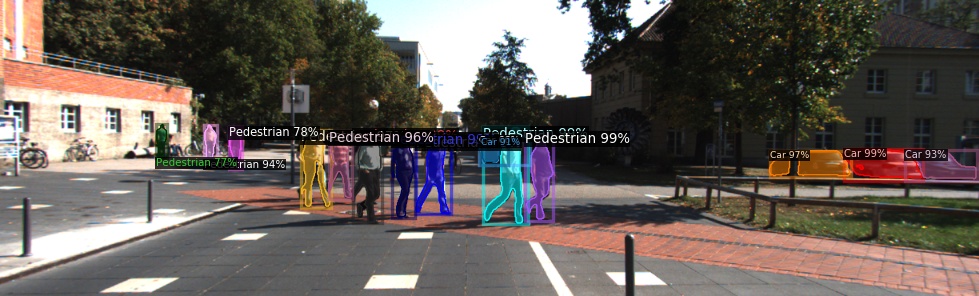 Pedestrian 78%
Pedestrian 96%
Pedestrian 99%
Car 91%
Pedestrian 77%
rian 94%
Car 97%
Car 99%
Car 93%